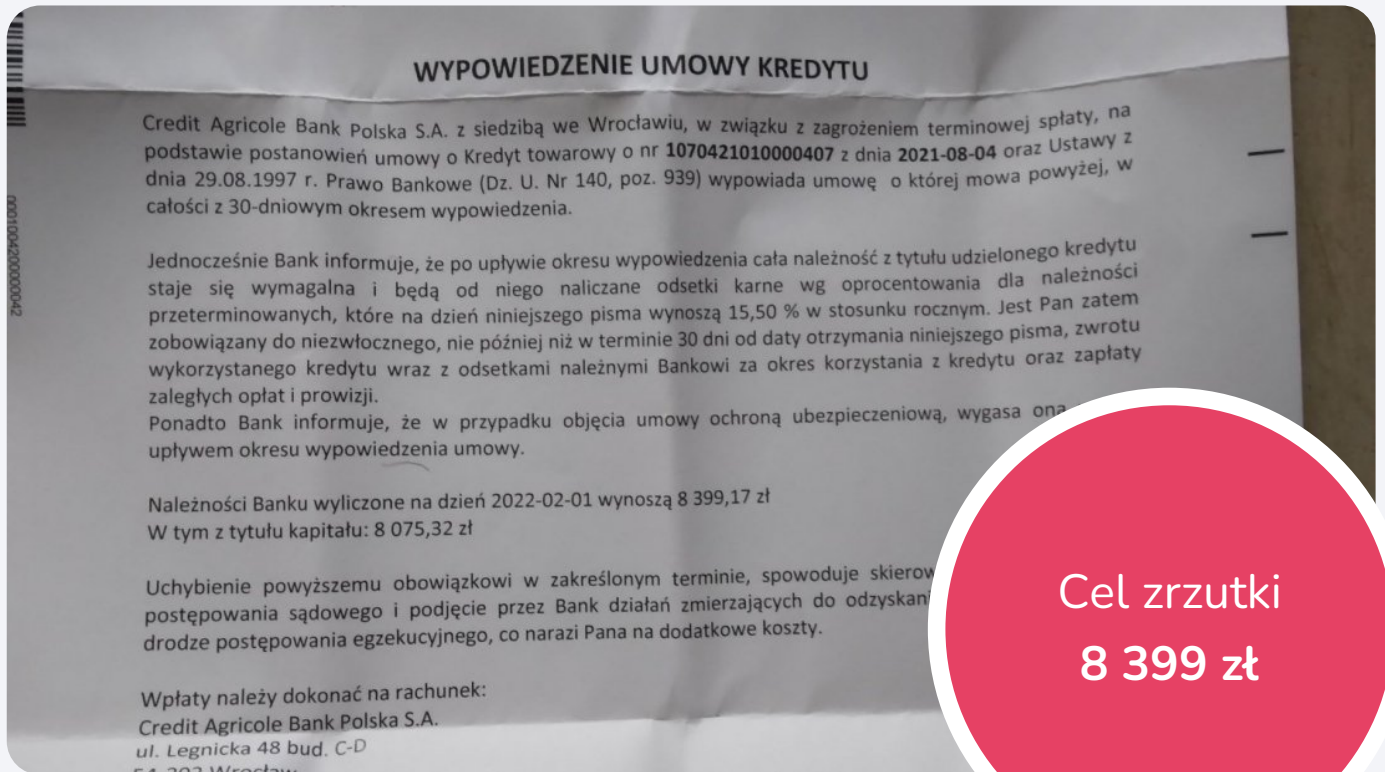 WYPOWIEDZENIE UMOWY KREDYTU
Credit Agricole Bank Polska S.A. z siedzibą we Wrocławiu, w związku z zagrożeniem terminowej spłaty, na
podstawie postanowień umowy o Kredyt towarowy o nr 1070421010000407 z dnia 2021-08-04 oraz Ustawy z
dnia 29.08.1997 r. Prawo Bankowe (Dz. U. Nr 140, poz. 939) wypowiada umowę o której mowa powyżej, w
całości z 30-dniowym okresem wypowiedzenia.
Jednocześnie Bank informuje, że po upływie okresu wypowiedzenia cała należność z tytułu udzielonego kredytu
staje się wymagalna i będą od niego naliczane odsetki karne wg oprocentowania dla należności
przeterminowanych, które na dzień niniejszego pisma wynoszą 15,50 % w stosunku rocznym. Jest Pan zatem
zobowiązany do niezwłocznego, nie później niż w terminie 30 dni od daty otrzymania niniejszego pisma, zwrotu
wykorzystanego kredytu wraz z odsetkami należnymi Bankowi za okres korzystania z kredytu oraz zapłaty
zaległych opłat i prowizji.
Ponadto Bank informuje, że w przypadku objęcia umowy ochroną ubezpieczeniową, wygasa ona
upływem okresu wypowiedzenia umowy.
Należności Banku wyliczone na dzień 2022-02-01 wynoszą 8 399,17 zł
W tym z tytułu kapitału: 8 075,32 zł
Uchybienie powyższemu obowiązkowi w zakreślonym terminie, spowoduje skierow
postępowania sądowego i podjęcie przez Bank działań zmierzających do odzyskani
drodze postępowania egzekucyjnego, co narazi Pana na dodatkowe koszty.
Wpłaty należy dokonać na rachunek:
Credit Agricole Bank Polska S.A.
ul. Legnicka 48 bud. C-D
Cel zrzutki
8 399 zł